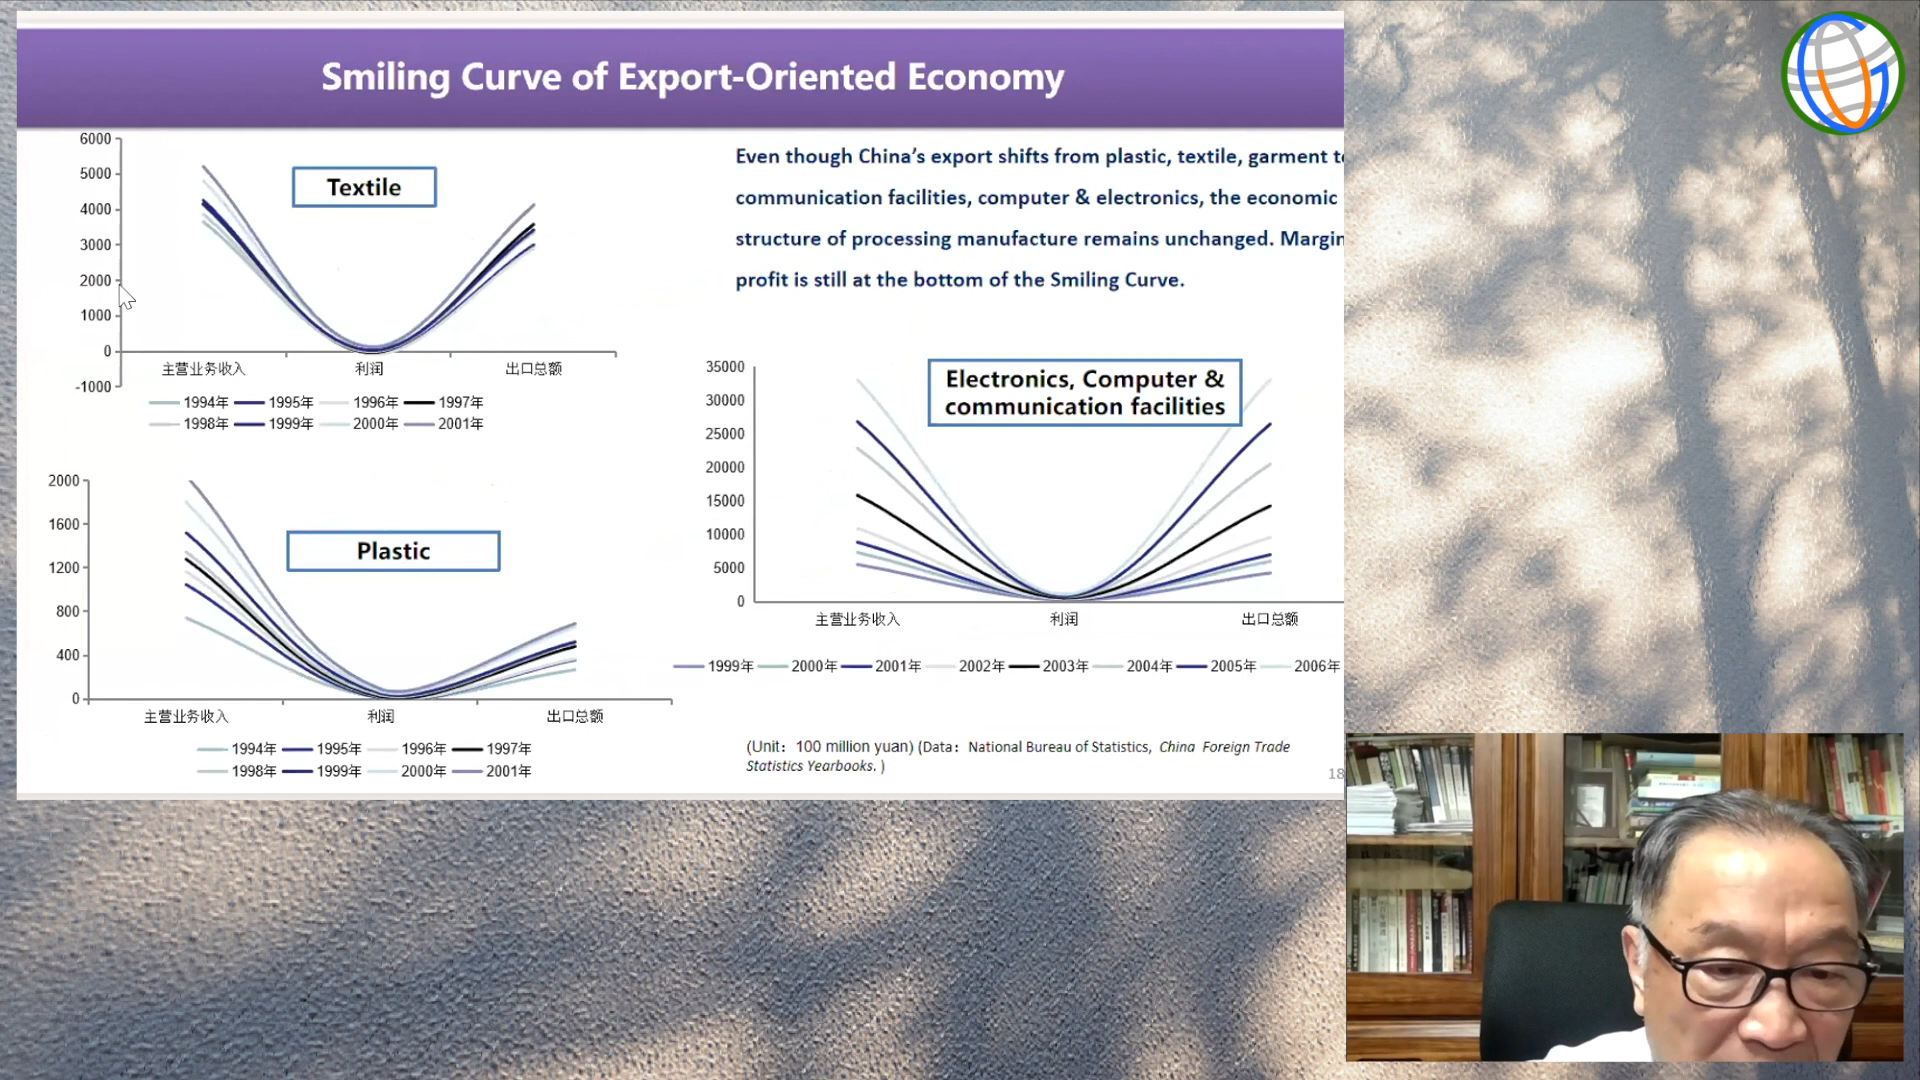 Smiling Curve of Export-Oriented Economy
6000
5000
4000
3000
2000
1000
0
-1000
Textile
主营业务收入 利润 出口总额
1994年 1995年 1996年 1997年
1998年 1999年 2000年 2001年
2000
1600
1200
800
400
0
Plastic
主营业务收入 利润 出口总额
1994年 1995年 1996年 1997年
1998年 1999年 2000年 2001年
Even though China's export shifts from plastic, textile, garment t
communication facilities, computer & electronics, the economic
structure of processing manufacture remains unchanged. Margin
profit is still at the bottom of the Smiling Curve.
35000
30000
25000
20000
15000
10000
5000
0
Electronics, Computer &
communication facilities
主营业务收入 利润 出口总额
1999年 2000年 2001年 2002年 2003年 2004年 2005年 2006年
(Unit：100 million yuan) (Data：National Bureau of Statistics, China Foreign Trade
Statistics Yearbooks. )
18